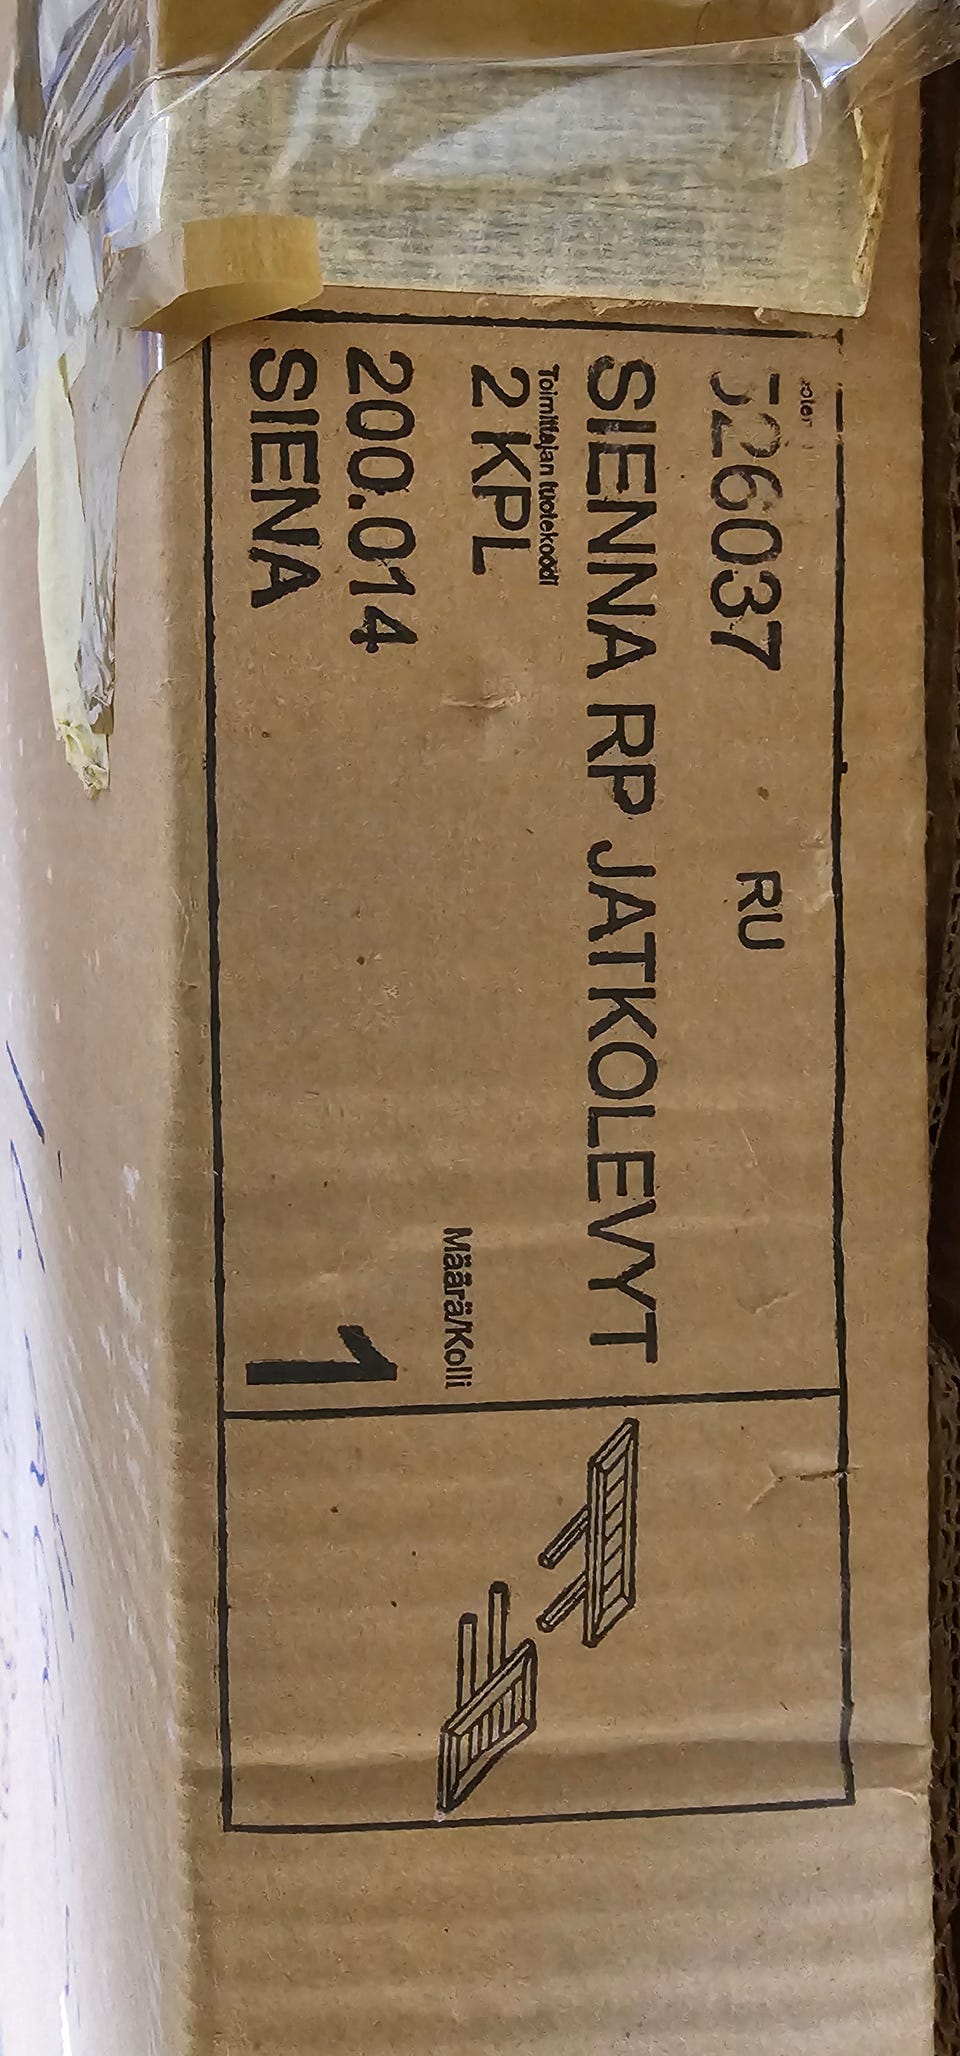 526037 RU
SIENNA RP JATKOLEVYT
Toimittajan tuotekoodi
2 KPL
Määrä/Kolli
200.014
1
SIENA